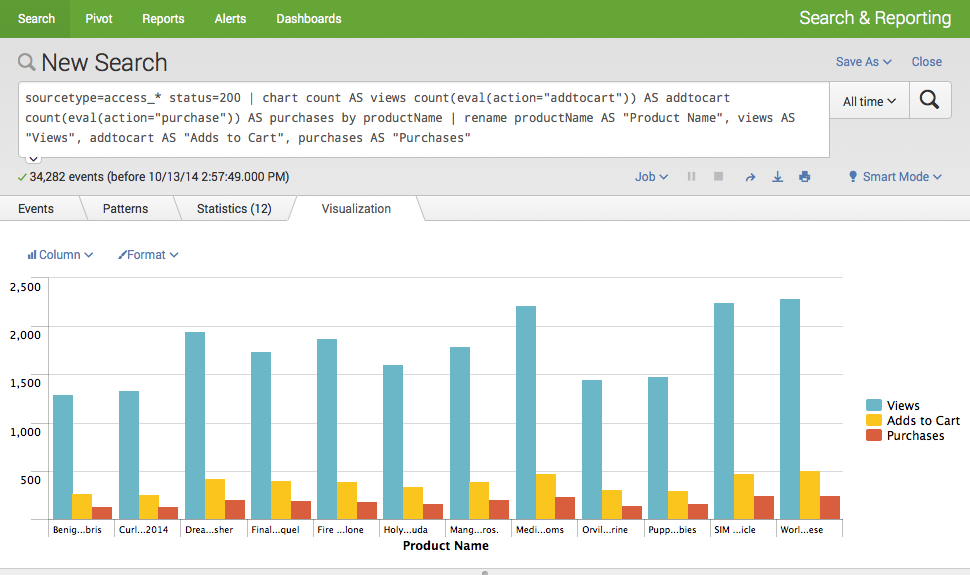 Search Pivot Reports Alerts Dashboards Search & Reporting
New Search Save As Close
sourcetype=access_* status=200 | chart count AS views count(eval(action="addtocart")) AS addtocart
count(eval(action="purchase")) AS purchases by productName | rename productName AS "Product Name", views AS
"Views", addtocart AS "Adds to Cart", purchases AS "Purchases"
All time
34,282 events (before 10/13/14 2:57:49.000 PM) Job Smart Mode
Events Patterns Statistics (12) Visualization
Column Format
2,500
2,000
1,500
1,000
500
Views
Adds to Cart
Purchases
Benig...bris Curl...2014 Drea...sher Final...quel Fire ...lone Holy...uda Mang...ros. Medi...oms Orvil...rine Pupp...bies SIM ...icle Worl...ese
Product Name